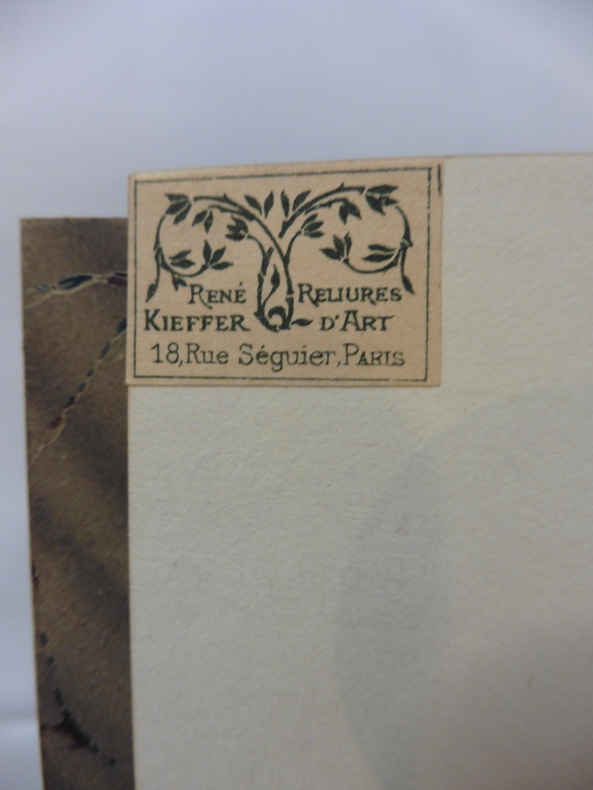 René Reliures
Kieffer d'Art
18, Rue Séguier, Paris